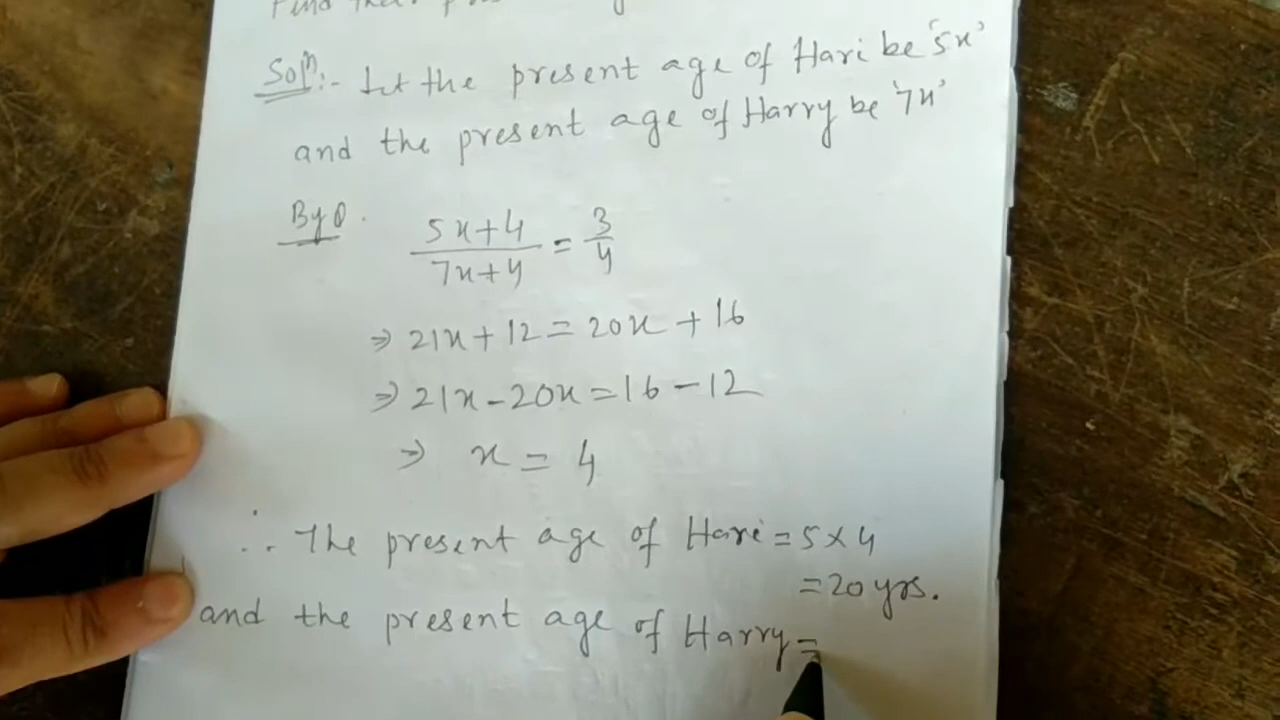 Find their
Solⁿ:- Let the present age of Hari be '5x'
and the present age of Harry be '7x'
By Q.
5x+4 / 7x+4 = 3/4
⇒ 21x + 12 = 20x + 16
⇒ 21x - 20x = 16 - 12
⇒ x = 4
∴ The present age of Hari = 5 × 4
= 20 yrs.
and the present age of Harry =